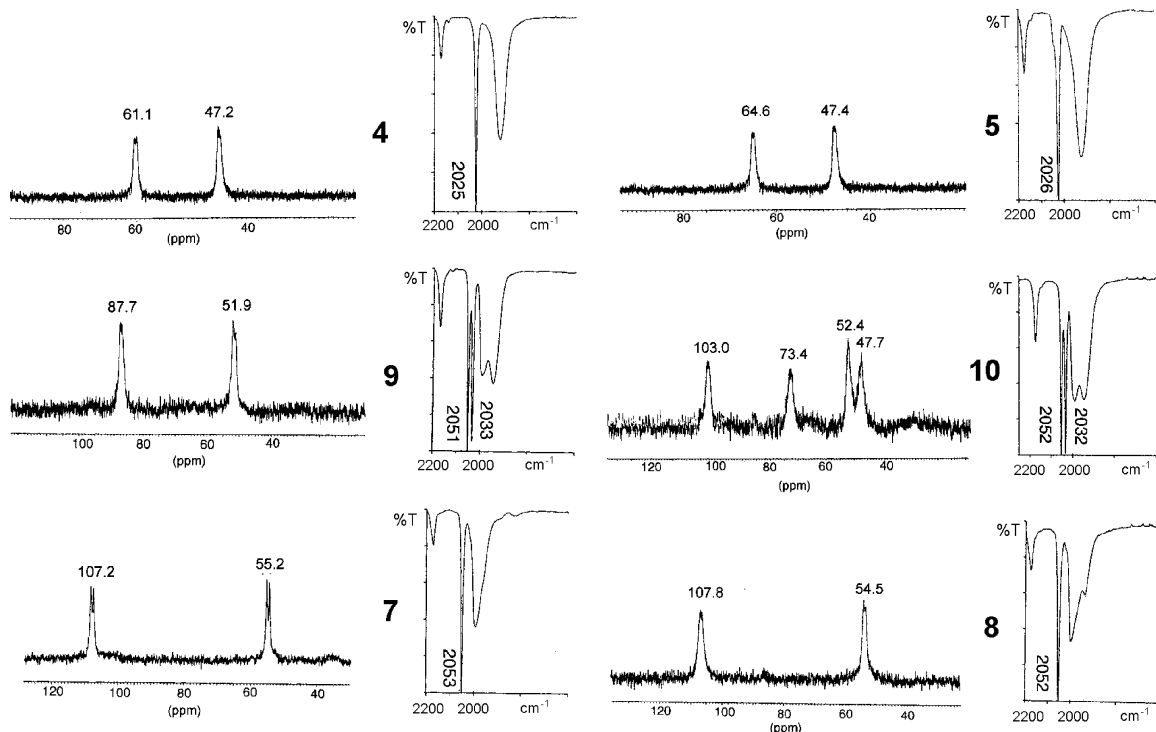 61.1 47.2
80 60 40
(ppm)
4
%T
2025
2200 2000 cm⁻¹
64.6 47.4
80 60 40
(ppm)
5
%T
2026
2200 2000 cm⁻¹
87.7 51.9
100 80 60 40
(ppm)
9
%T
2051 2033
2200 2000 cm⁻¹
103.0 73.4 52.4 47.7
120 100 80 60 40
(ppm)
10
%T
2052 2032
2200 2000 cm⁻¹
107.2 55.2
120 100 80 60 40
(ppm)
7
%T
2053
2200 2000 cm⁻¹
107.8 54.5
120 100 80 60 40
(ppm)
8
%T
2052
2200 2000 cm⁻¹